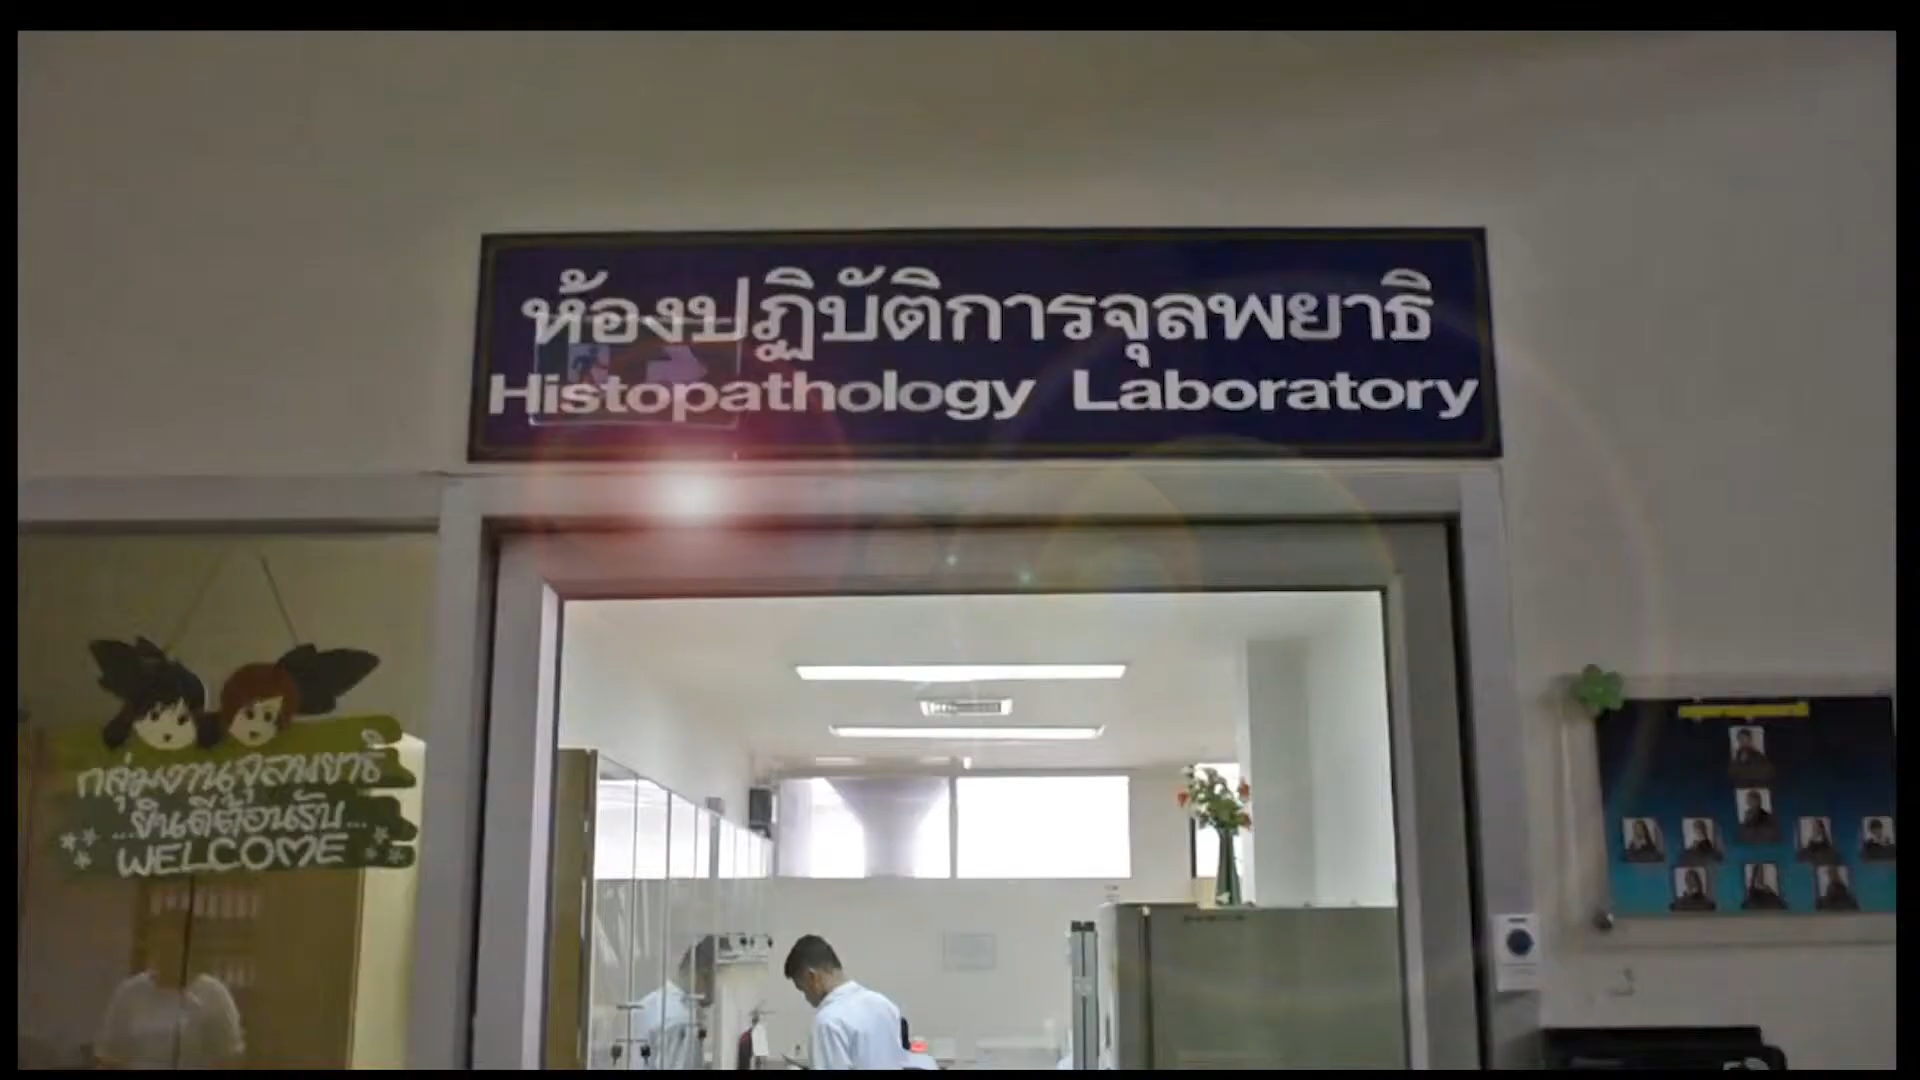 ห้องปฏิบัติการจุลพยาธิ
Histopathology Laboratory
กลุ่มงานจุลพยาธิ
...ยินดีต้อนรับ...
WELCOME